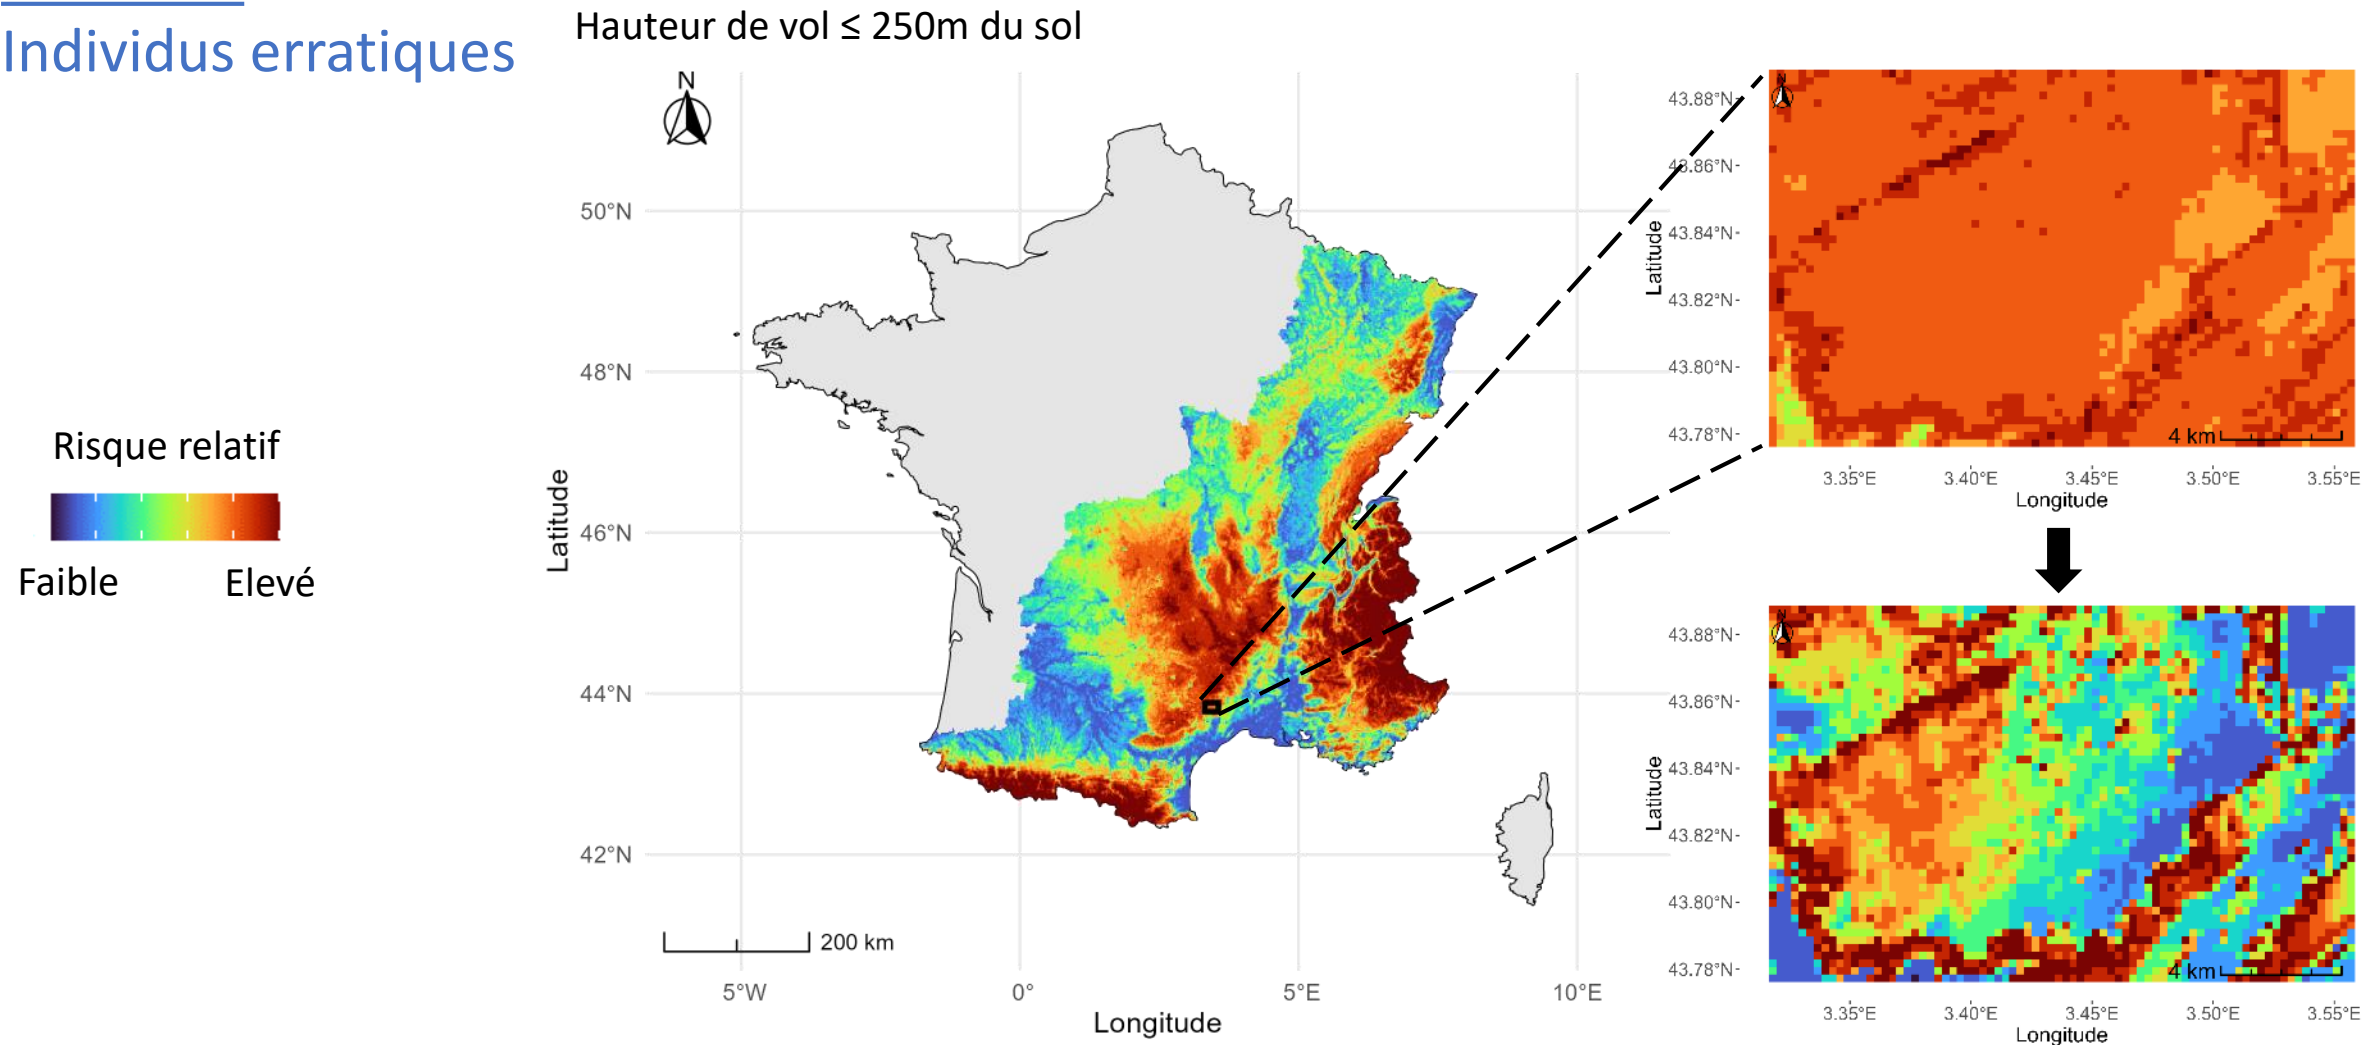 Individus erratiques
Hauteur de vol ≤ 250m du sol
Risque relatif
Faible
Elevé
N
50°N
48°N
46°N
44°N
42°N
Latitude
200 km
5°W
0°
5°E
10°E
Longitude
N
43.88°N
43.86°N
43.84°N
43.82°N
43.80°N
43.78°N
Latitude
4 km
3.35°E
3.40°E
3.45°E
3.50°E
3.55°E
Longitude
N
43.88°N
43.86°N
43.84°N
43.82°N
43.80°N
43.78°N
Latitude
4 km
3.35°E
3.40°E
3.45°E
3.50°E
3.55°E
Longitude